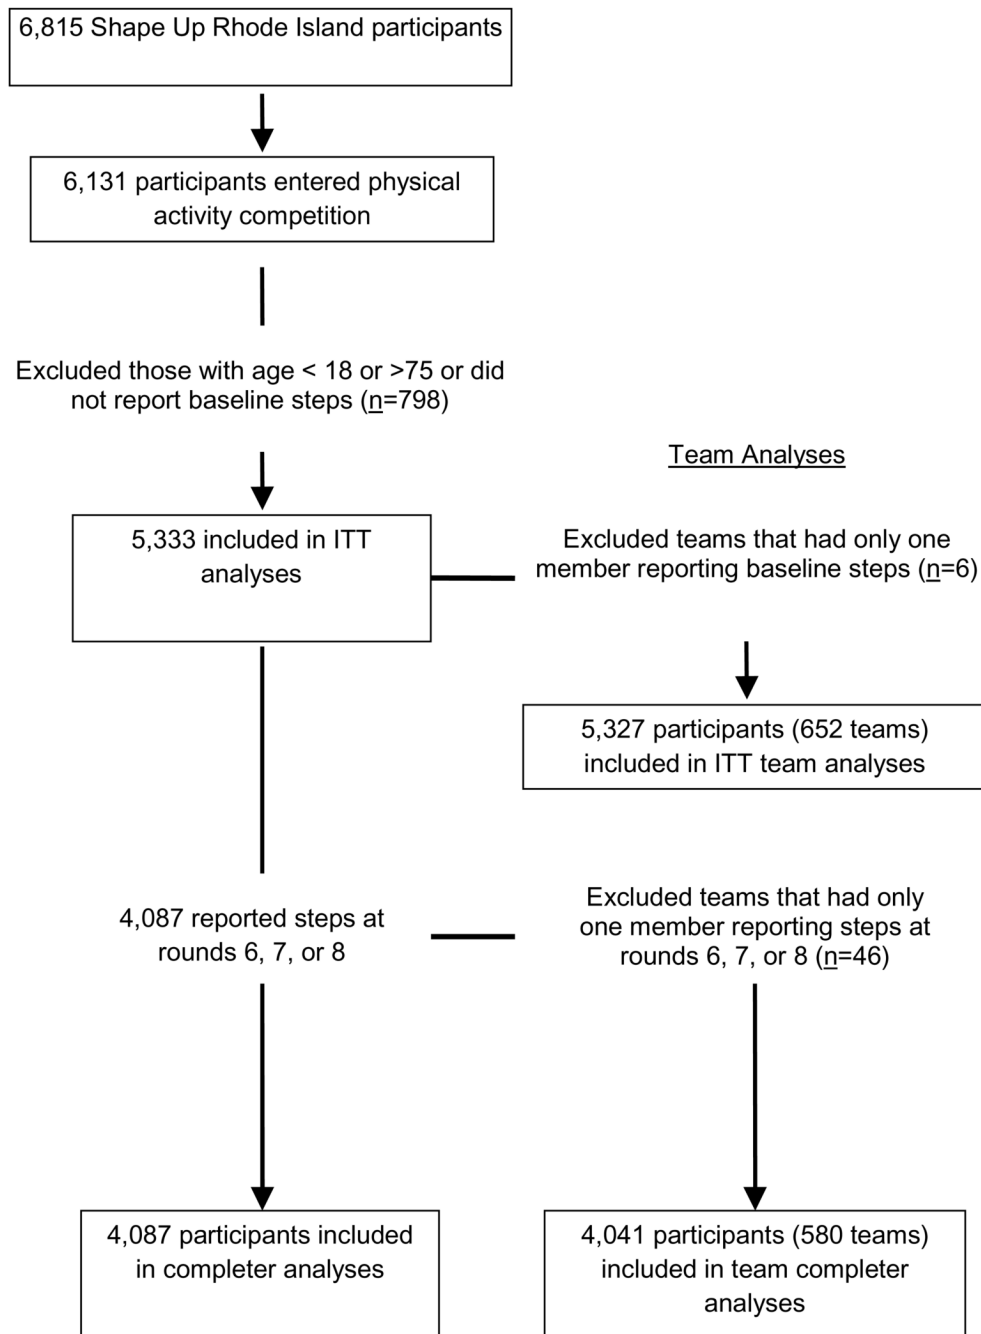 6,815 Shape Up Rhode Island participants
6,131 participants entered physical
activity competition
Excluded those with age < 18 or >75 or did
not report baseline steps (n=798)
Team Analyses
5,333 included in ITT
analyses
Excluded teams that had only one
member reporting baseline steps (n=6)
5,327 participants (652 teams)
included in ITT team analyses
4,087 reported steps at
rounds 6, 7, or 8
Excluded teams that had only
one member reporting steps at
rounds 6, 7, or 8 (n=46)
4,087 participants included
in completer analyses
4,041 participants (580 teams)
included in team completer
analyses